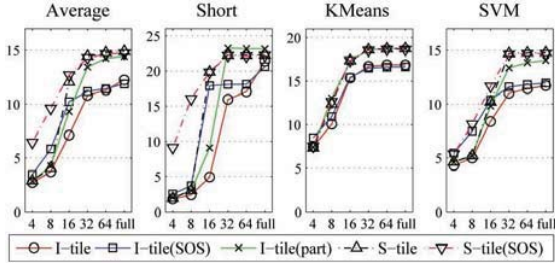 Average Short KMeans SVM
15 25 20 15
20 15
10 15 10
10 10
5 5 5
5
0 0 0 0
4 8 16 32 64 full 4 8 16 32 64 full 4 8 16 32 64 full 4 8 16 32 64 full
I-tile I-tile(SOS) I-tile(part) S-tile S-tile(SOS)